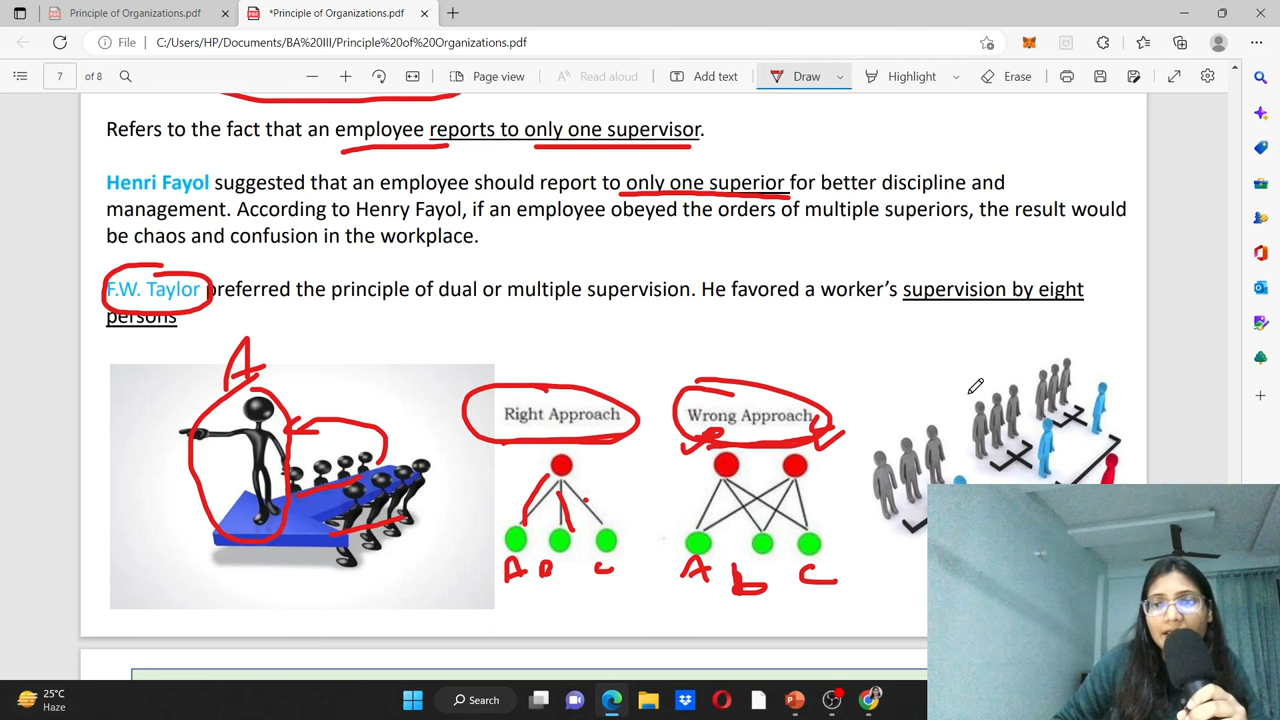 Principle of Organizations.pdf
*Principle of Organizations.pdf
File
C:/Users/HP/Documents/BA%20III/Principle%20of%20Organizations.pdf
7
of 8
Page view
Read aloud
Add text
Draw
Highlight
Erase
Refers to the fact that an employee reports to only one supervisor.
Henri Fayol suggested that an employee should report to only one superior for better discipline and
management. According to Henry Fayol, if an employee obeyed the orders of multiple superiors, the result would
be chaos and confusion in the workplace.
F.W. Taylor preferred the principle of dual or multiple supervision. He favored a worker's supervision by eight
persons
A
Right Approach
Wrong Approach
A B C
A b C
25°C
Haze
Search